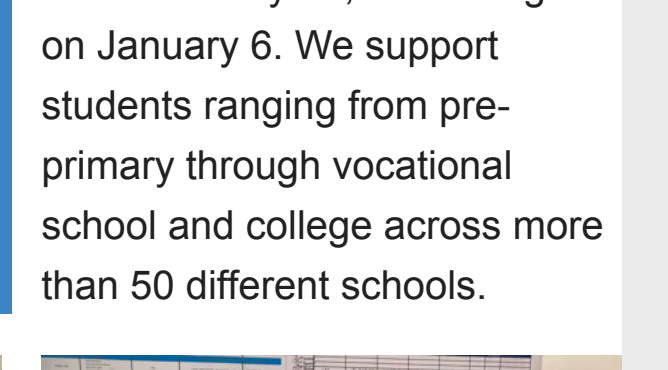 on January 6. We support
students ranging from pre-
primary through vocational
school and college across more
than 50 different schools.